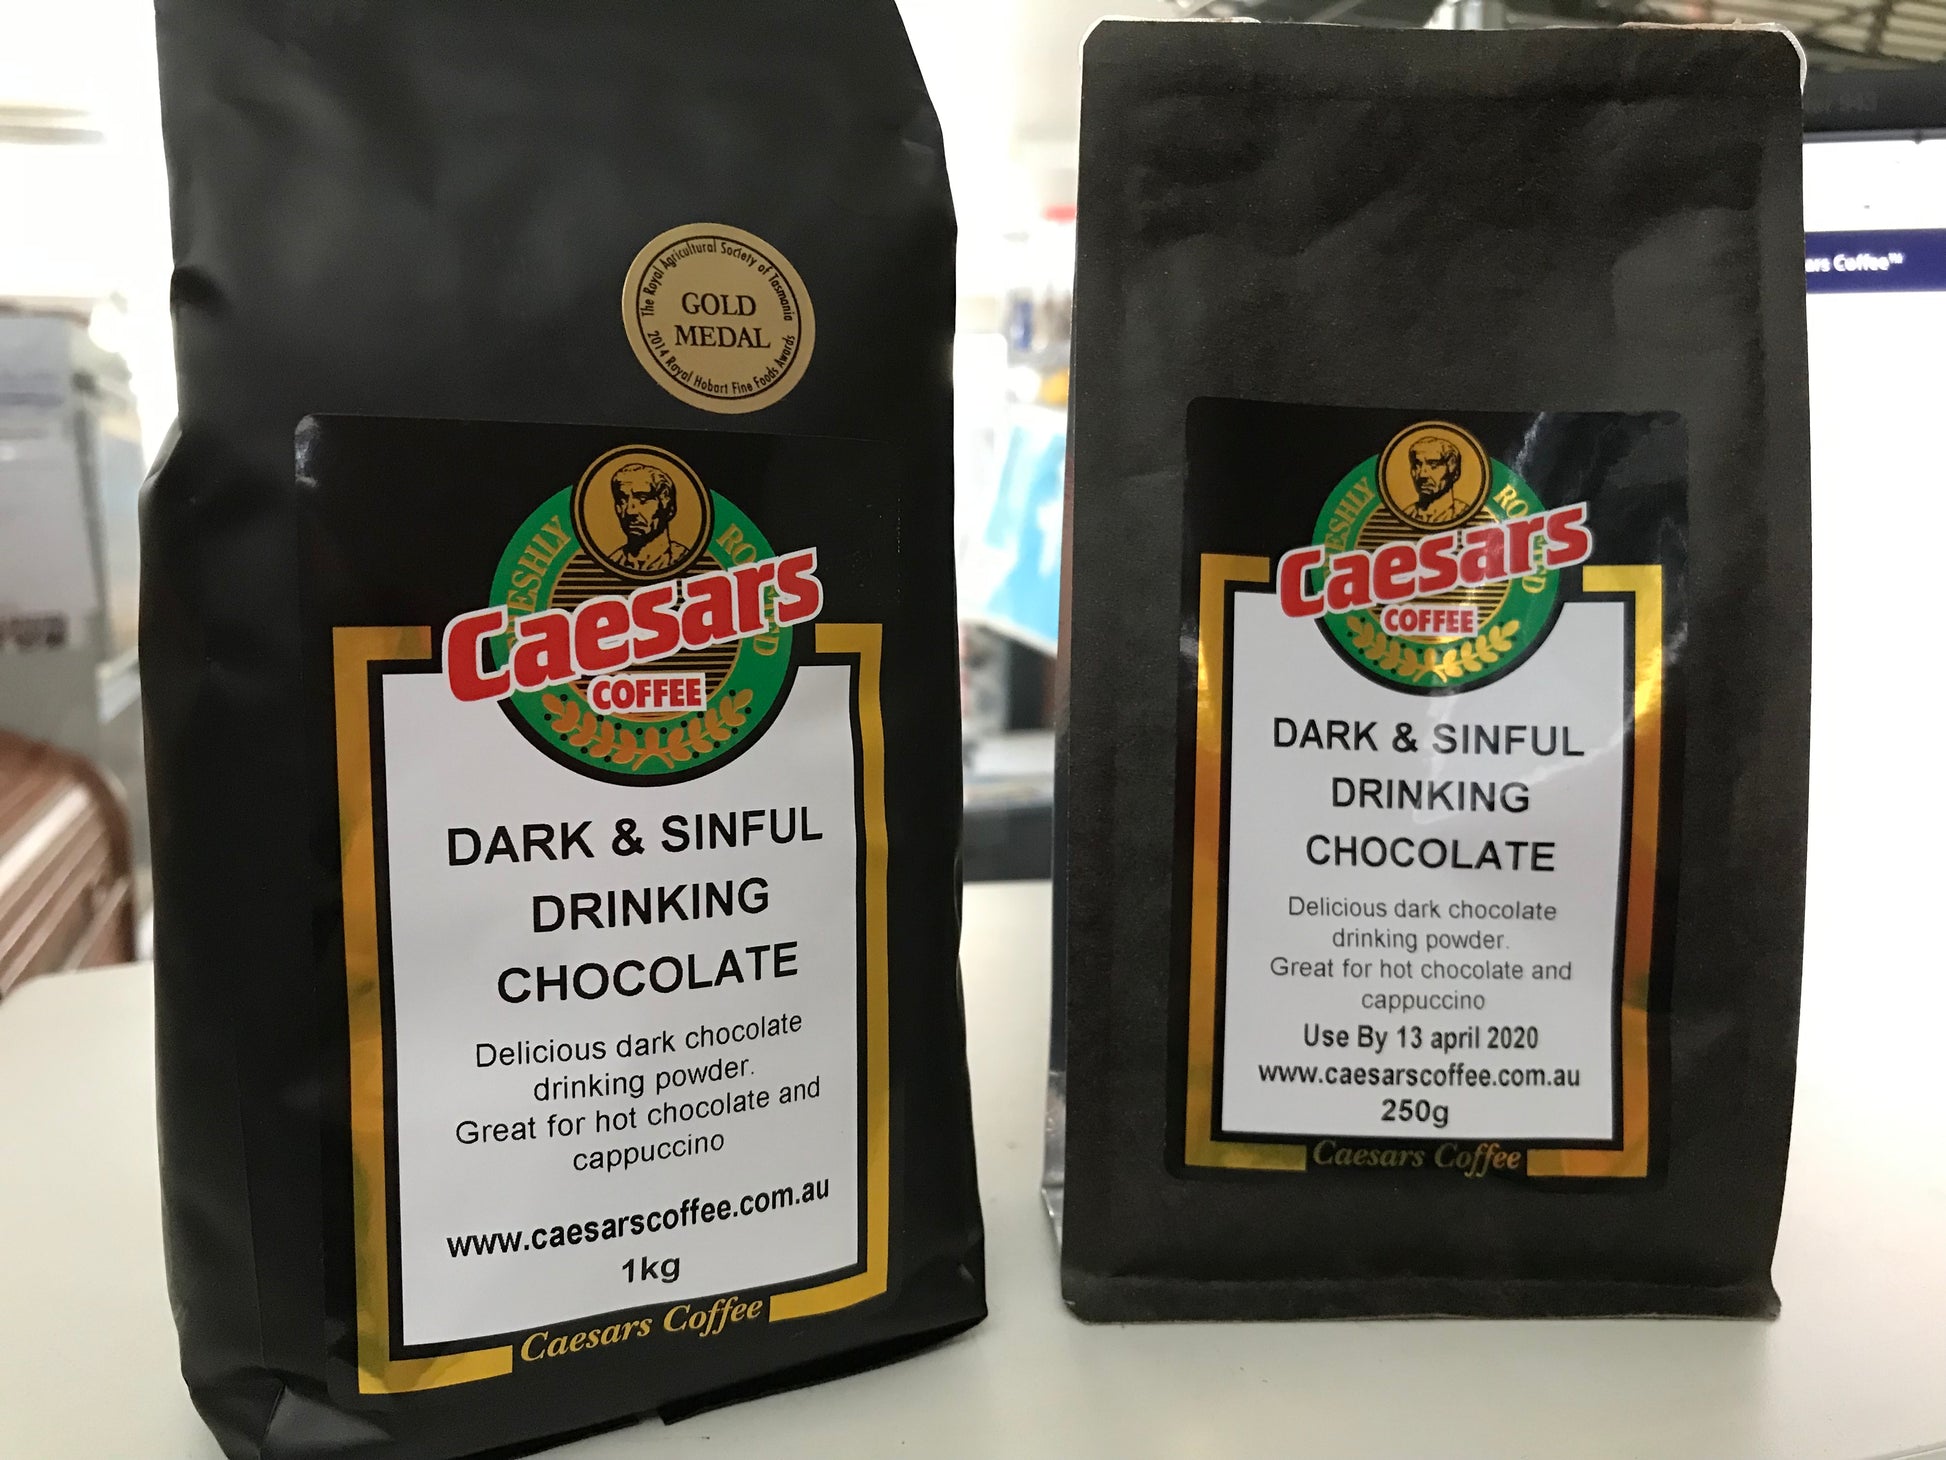 The Royal Agricultural Society of Tasmania
GOLD
MEDAL
2014 Royal Hobart Fine Foods Awards
Caesars
COFFEE
DARK & SINFUL
DRINKING
CHOCOLATE
Delicious dark chocolate
drinking powder.
Great for hot chocolate and
cappuccino
www.caesarscoffee.com.au
1kg
Caesars Coffee
Caesars
COFFEE
DARK & SINFUL
DRINKING
CHOCOLATE
Delicious dark chocolate
drinking powder.
Great for hot chocolate and
cappuccino
Use By 13 april 2020
www.caesarscoffee.com.au
250g
Caesars Coffee
ars Coffee™